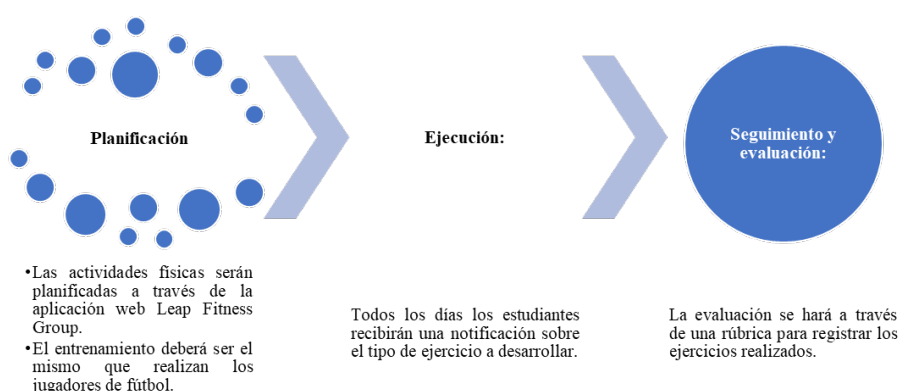 Planificación
Ejecución:
Seguimiento y
evaluación:
•Las actividades físicas serán
planificadas a través de la
aplicación web Leap Fitness
Group.
•El entrenamiento deberá ser el
mismo que realizan los
jugadores de fútbol.
Todos los días los estudiantes
recibirán una notificación sobre
el tipo de ejercicio a desarrollar.
La evaluación se hará a través
de una rúbrica para registrar los
ejercicios realizados.